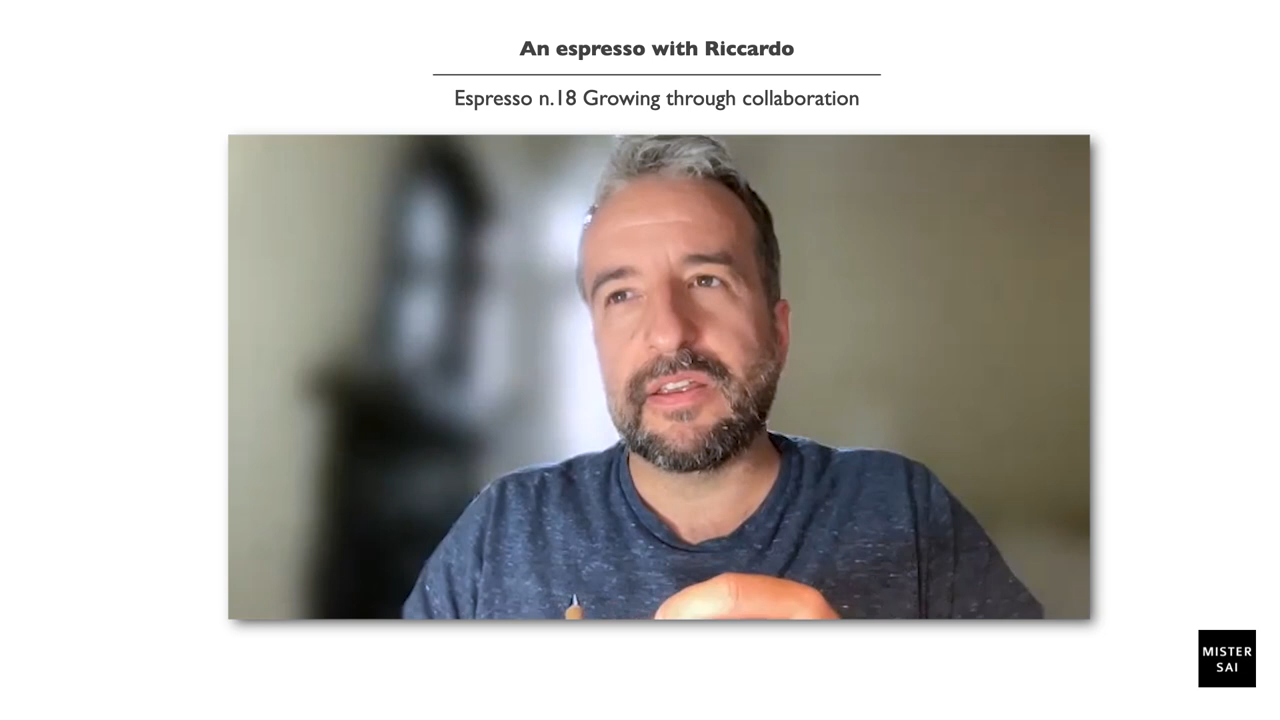 An espresso with Riccardo
Espresso n.18 Growing through collaboration
MISTER
SAI